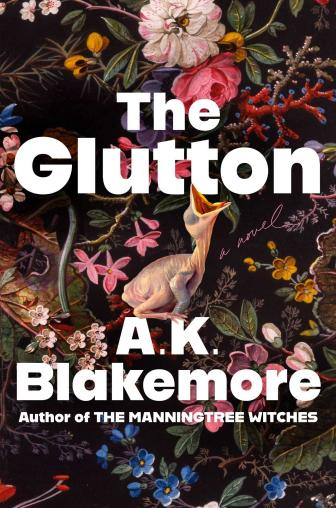 The
Glutton
a novel
A.K.
Blakemore
Author of THE MANNINGTREE WITCHES